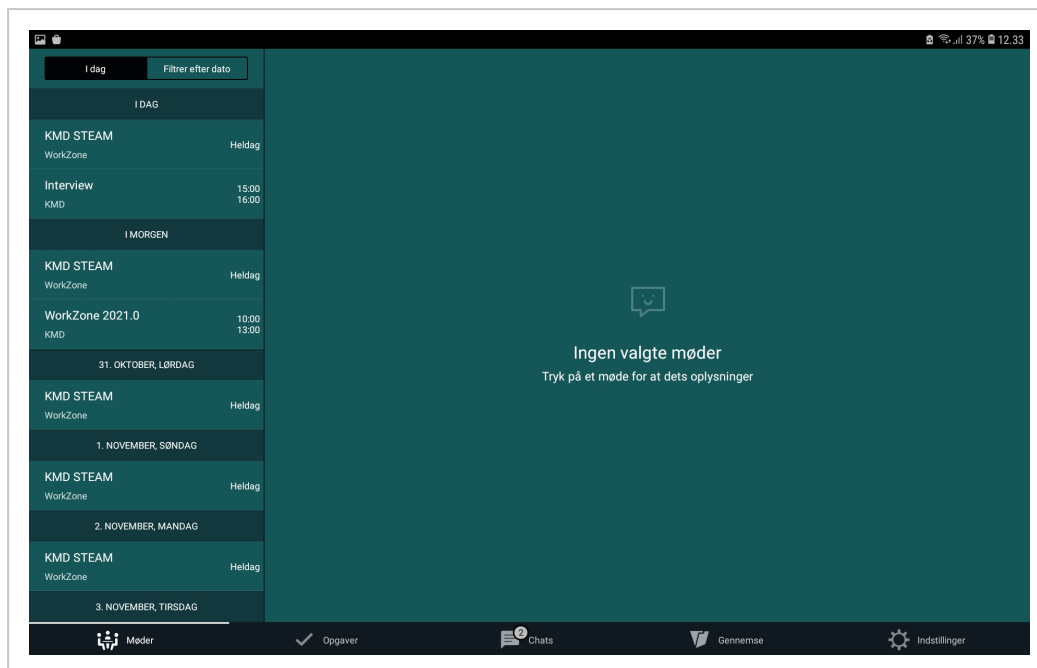 37% 12.33
I dag Filtrer efter dato
I DAG
KMD STEAM
WorkZone
Heldag
Interview
KMD
15:00
16:00
I MORGEN
KMD STEAM
WorkZone
Heldag
WorkZone 2021.0
KMD
10:00
13:00
31. OKTOBER, LØRDAG
KMD STEAM
WorkZone
Heldag
1. NOVEMBER, SØNDAG
KMD STEAM
WorkZone
Heldag
2. NOVEMBER, MANDAG
KMD STEAM
WorkZone
Heldag
3. NOVEMBER, TIRSDAG
Ingen valgte møder
Tryk på et møde for at dets oplysninger
Møder Opgaver 2 Chats Gennemse Indstillinger